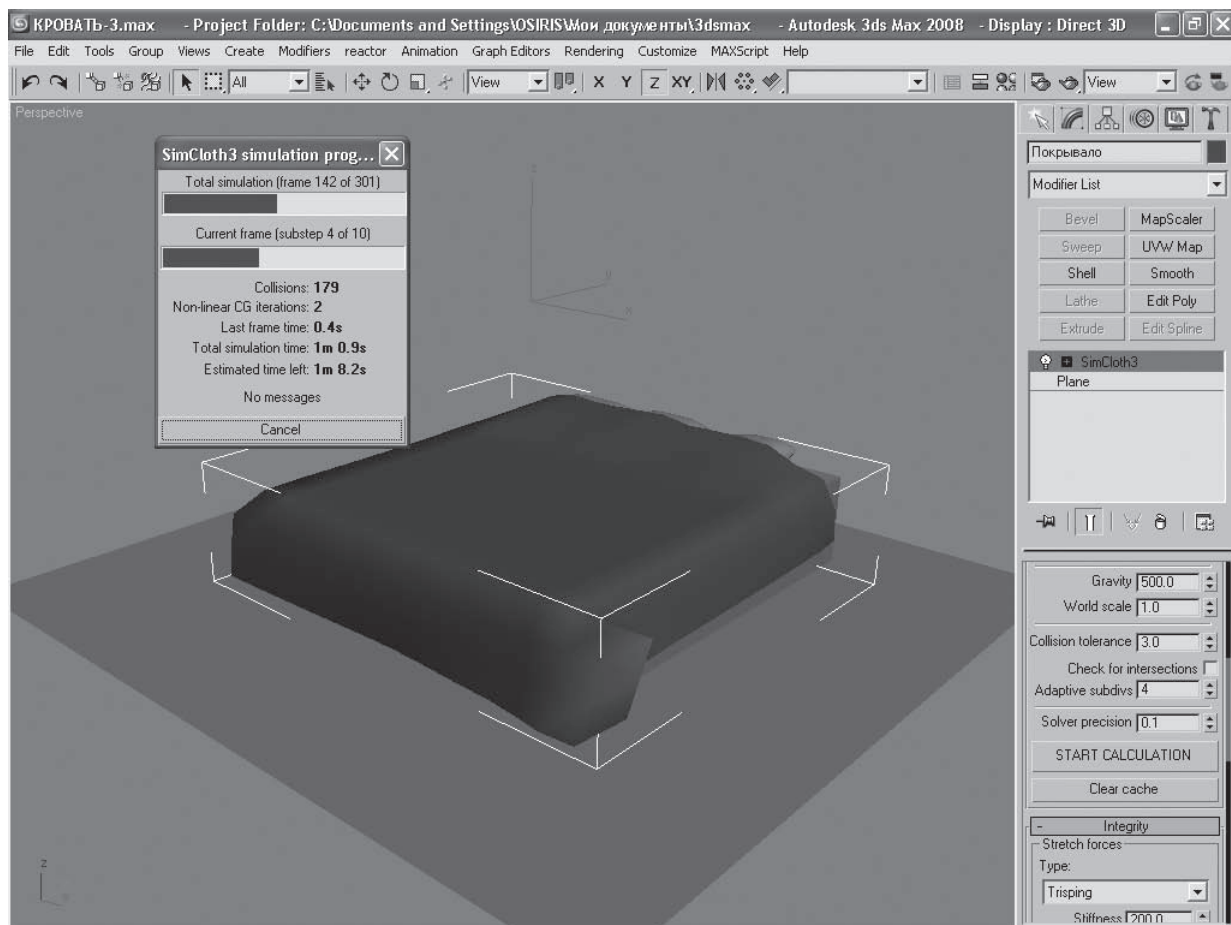 КРОВАТЬ-3.max - Project Folder: C:\Documents and Settings\OSIRIS\Мои документы\3dsmax - Autodesk 3ds Max 2008 - Display : Direct 3D
File Edit Tools Group Views Create Modifiers reactor Animation Graph Editors Rendering Customize MAXScript Help
All View X Y Z XY View
Perspective
SimCloth3 simulation prog...
Total simulation (frame 142 of 301)
Current frame (substep 4 of 10)
Collisions: 179
Non-linear CG iterations: 2
Last frame time: 0.4s
Total simulation time: 1m 0.9s
Estimated time left: 1m 8.2s
No messages
Cancel
z
y
x
z
Покрывало
Modifier List
Bevel MapScaler
Sweep UVW Map
Shell Smooth
Lathe Edit Poly
Extrude Edit Spline
SimCloth3
Plane
Gravity 500.0
World scale 1.0
Collision tolerance 3.0
Check for intersections
Adaptive subdivs 4
Solver precision 0.1
START CALCULATION
Clear cache
- Integrity
Stretch forces
Type:
Trisping
Stiffness 200.0